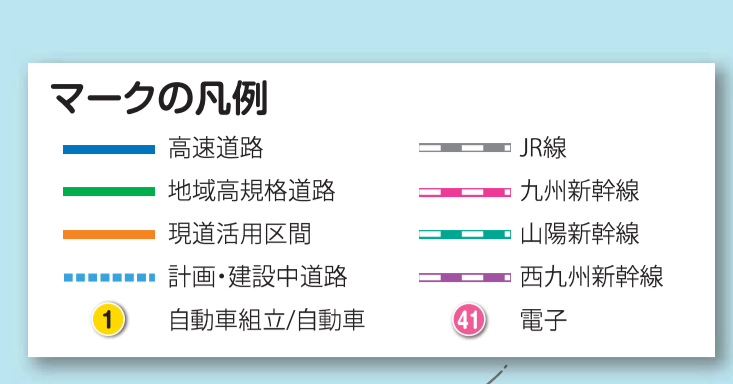 マークの凡例
高速道路
地域高規格道路
現道活用区間
計画・建設中道路
1 自動車組立/自動車
JR線
九州新幹線
山陽新幹線
西九州新幹線
41 電子